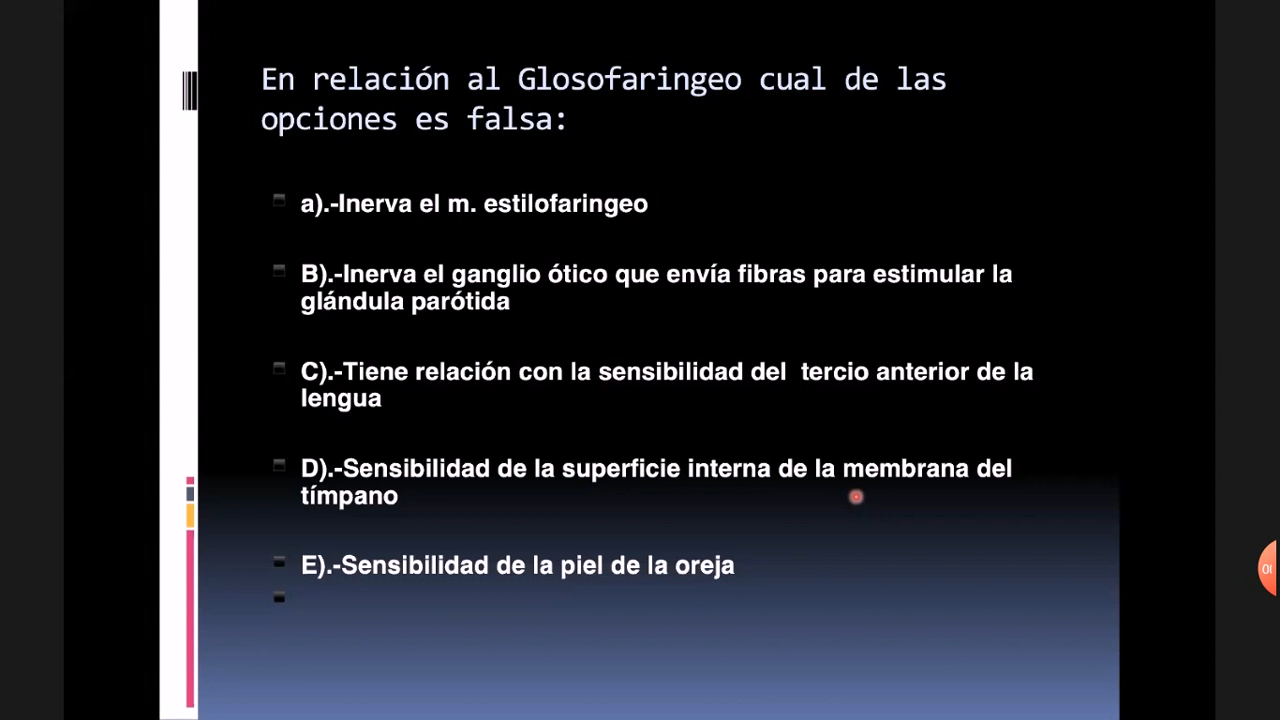 En relación al Glosofaringeo cual de las
opciones es falsa:
a).-Inerva el m. estilofaringeo
B).-Inerva el ganglio ótico que envía fibras para estimular la
glándula parótida
C).-Tiene relación con la sensibilidad del  tercio anterior de la
lengua
D).-Sensibilidad de la superficie interna de la membrana del
tímpano
E).-Sensibilidad de la piel de la oreja